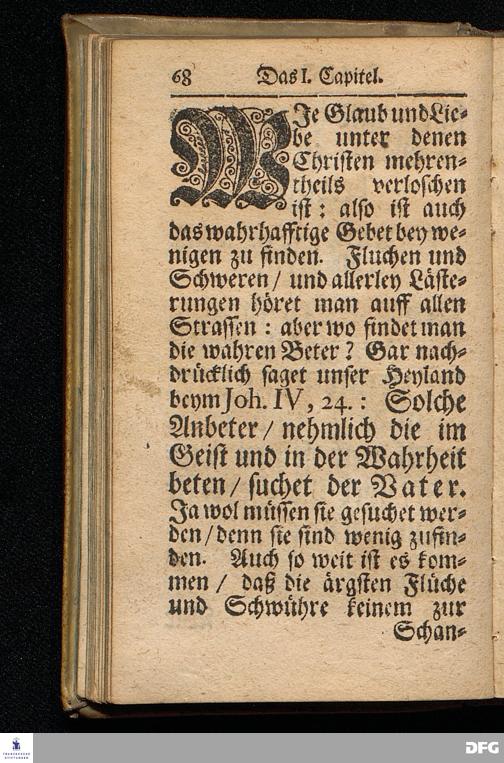 68 Das I. Capitel.
WJe Glaub und Lie-
be unter denen
Christen mehren-
theils verloschen
ist: also ist auch
das wahrhafftige Gebet bey we-
nigen zu finden. Fluchen und
Schweren/ und allerley Läste-
rungen höret man auff allen
Strassen: aber wo findet man
die wahren Beter? Gar nach-
drücklich saget unser Heyland
beym Joh. IV, 24.: Solche
Anbeter/ nehmlich die im
Geist und in der Wahrheit
beten/ suchet der Vater.
Ja wol müssen sie gesuchet wer-
den/ denn sie sind wenig zufin-
den. Auch so weit ist es kom-
men/ daß die ärgsten Flüche
und Schwühre keinem zur
Schan-
FRANCKESCHE
STIFTUNGEN
DFG